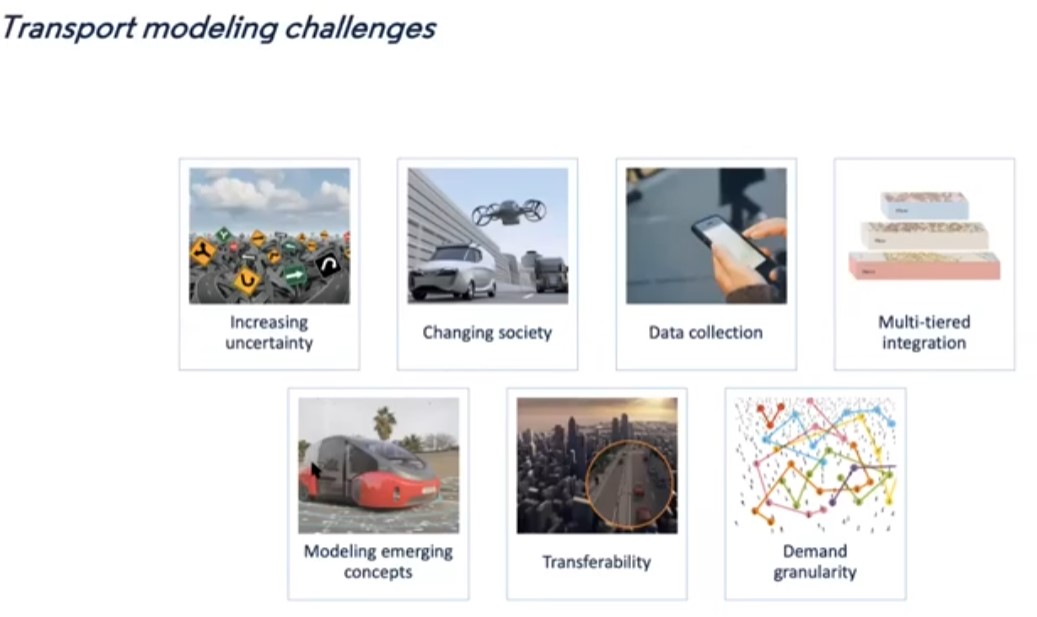 Transport modeling challenges
Increasing
uncertainty
Changing society
Data collection
Multi-tiered
integration
Modeling emerging
concepts
Transferability
Demand
granularity